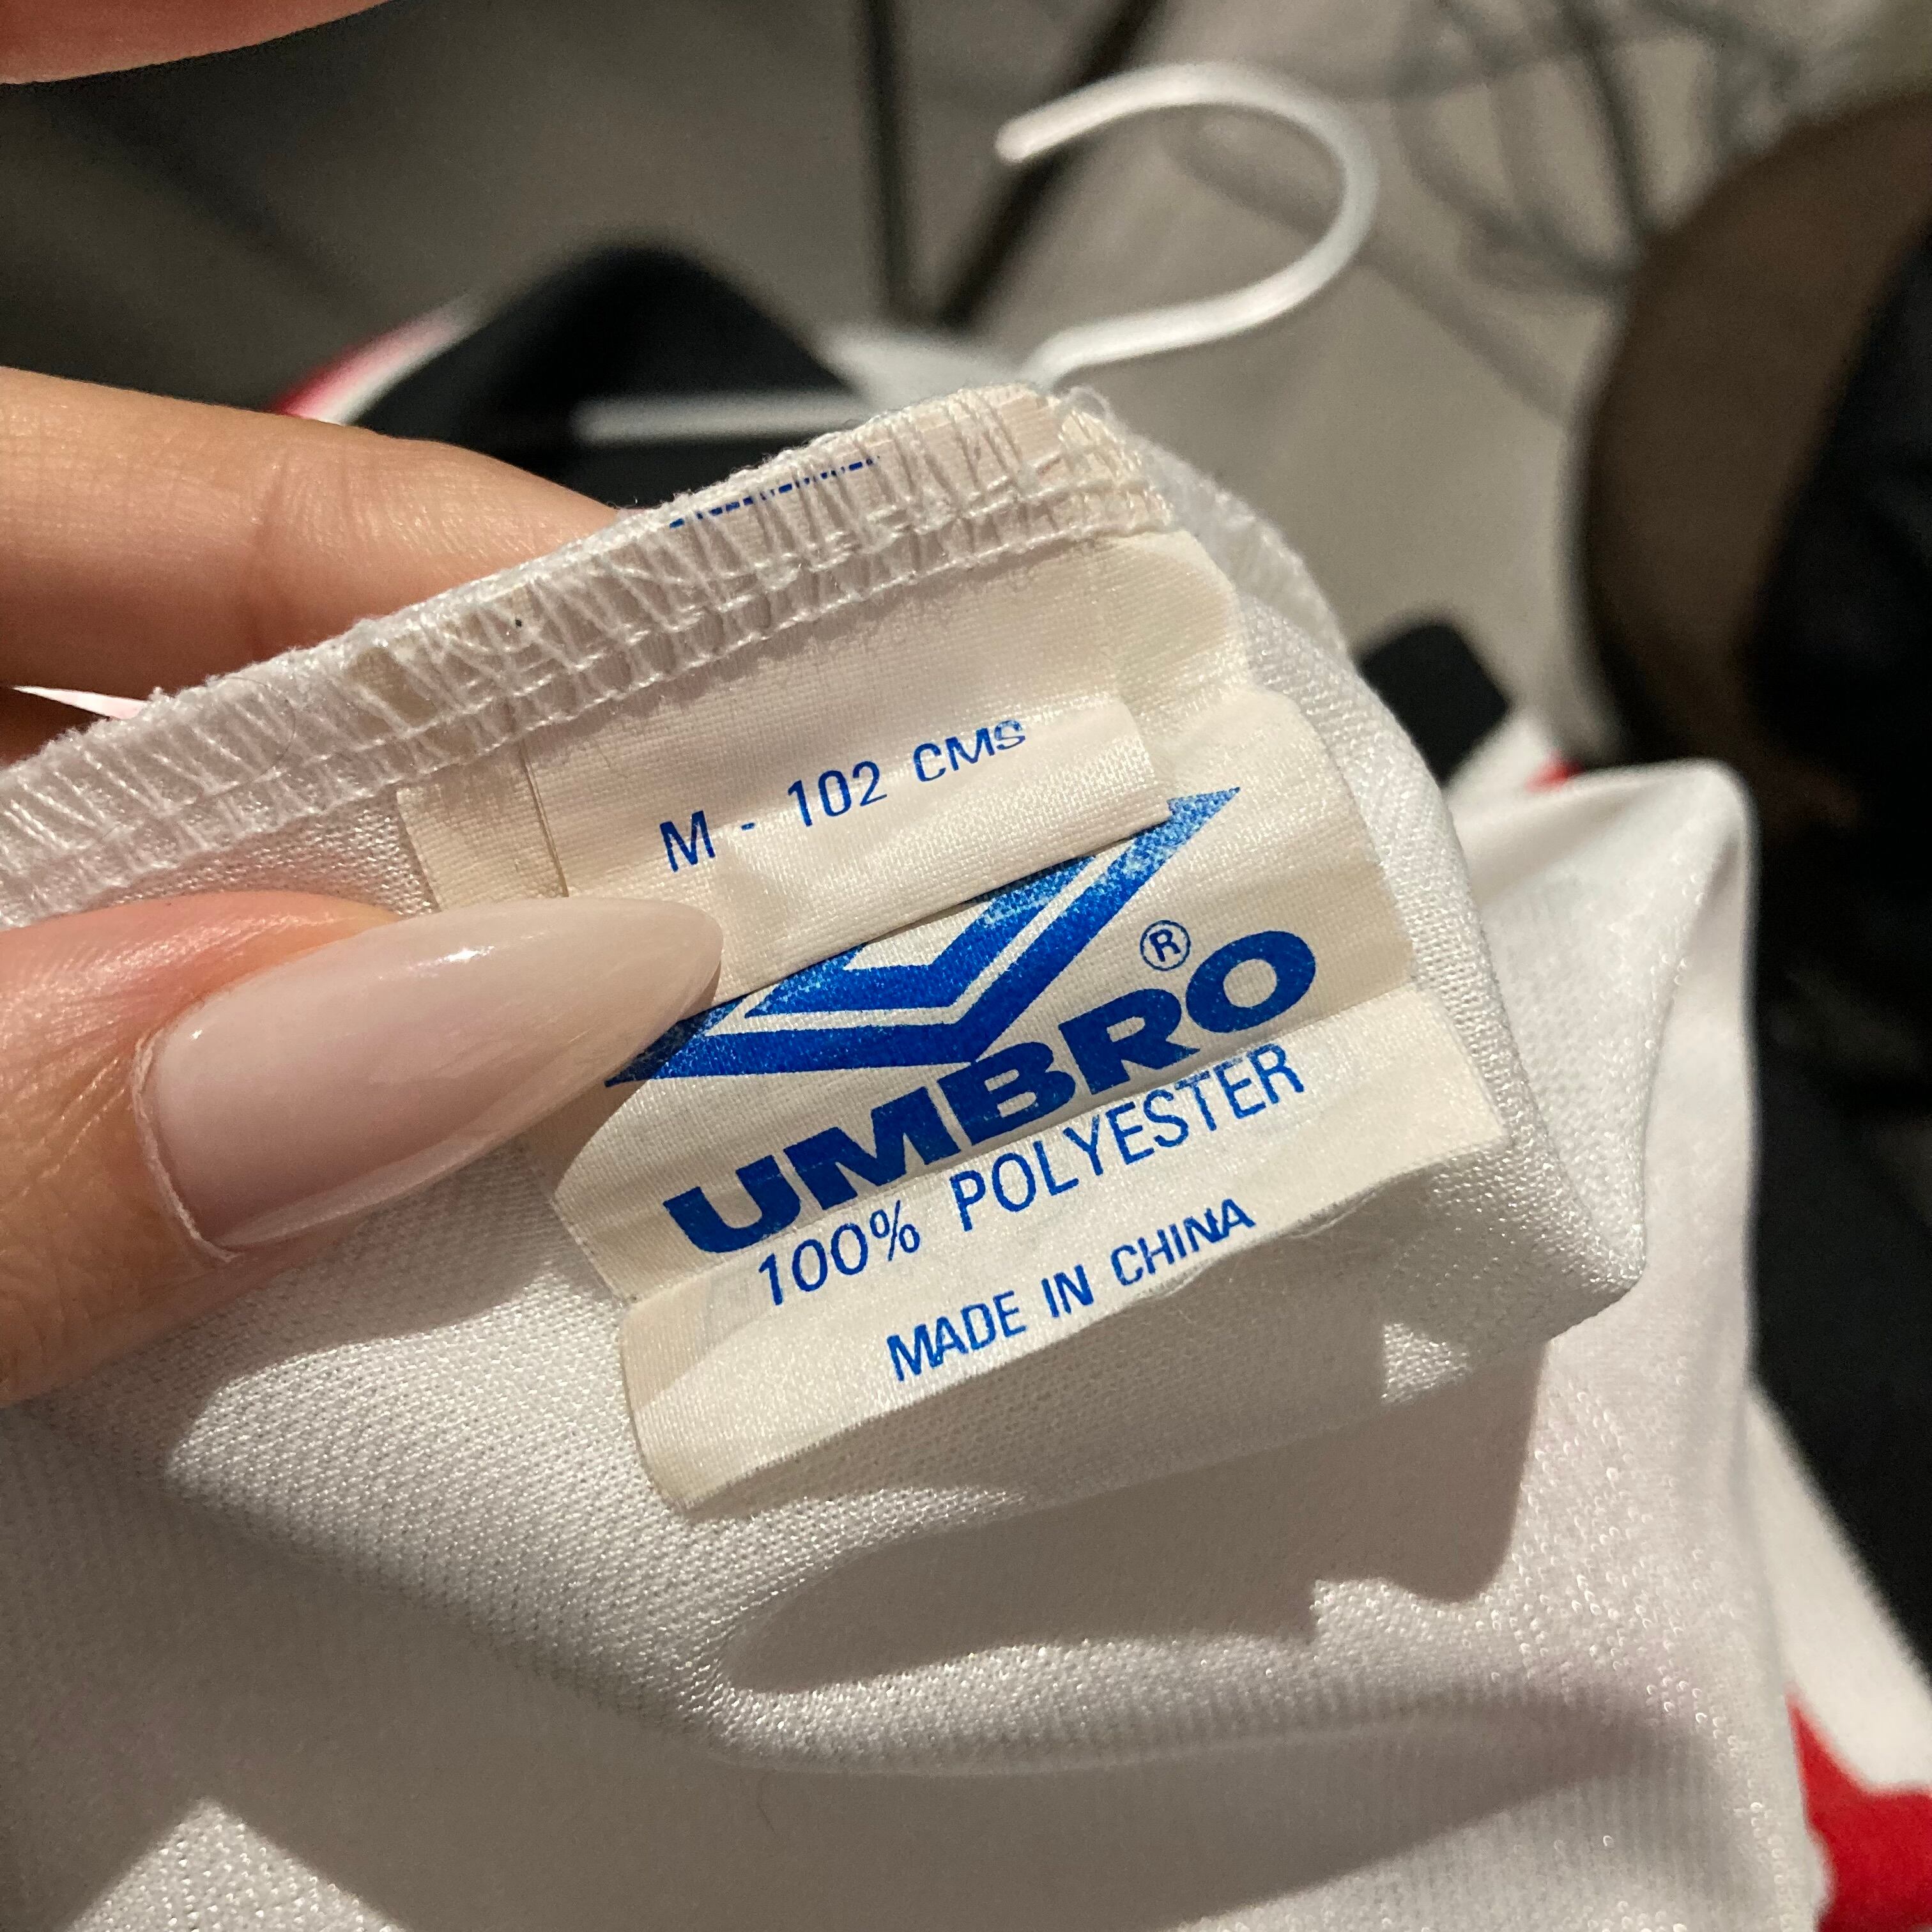 M - 102 CMS
UMBRO ®
100% POLYESTER
MADE IN CHINA